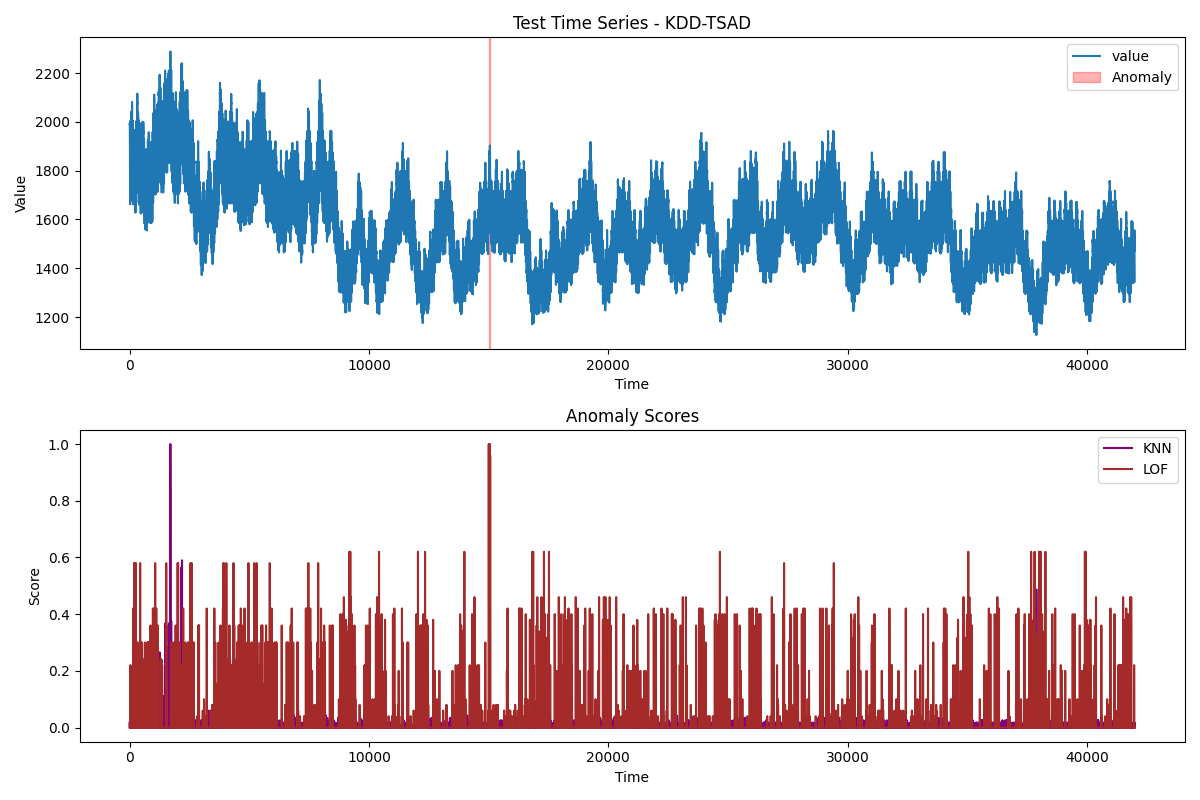 Test Time Series - KDD-TSAD
Value
2200
2000
1800
1600
1400
1200
value
Anomaly
0
10000
20000
30000
40000
Time
Anomaly Scores
Score
1.0
0.8
0.6
0.4
0.2
0.0
KNN
LOF
0
10000
20000
30000
40000
Time